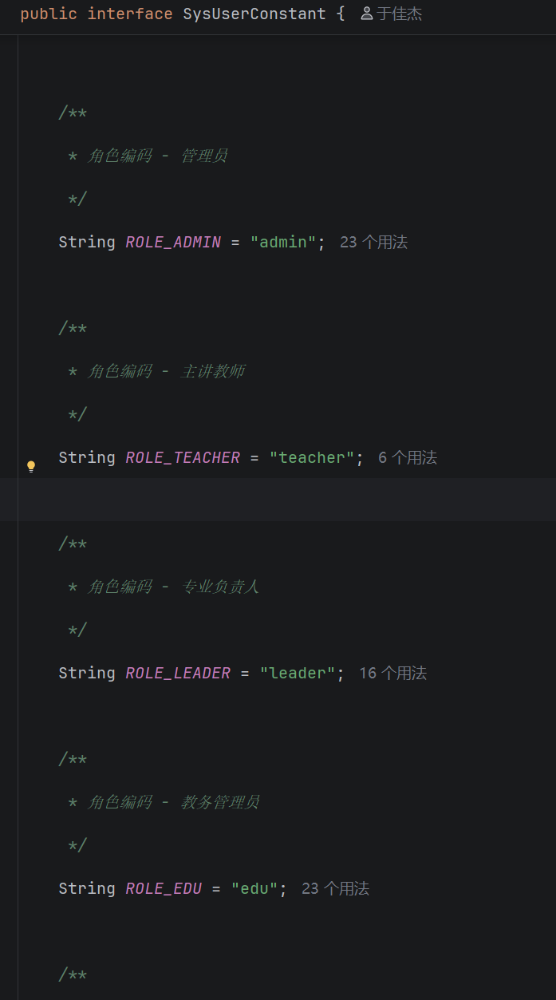 public interface SysUserConstant { 于佳杰
/**
* 角色编码 - 管理员
*/
String ROLE_ADMIN = "admin"; 23 个用法
/**
* 角色编码 - 主讲教师
*/
String ROLE_TEACHER = "teacher"; 6 个用法
/**
* 角色编码 - 专业负责人
*/
String ROLE_LEADER = "leader"; 16 个用法
/**
* 角色编码 - 教务管理员
*/
String ROLE_EDU = "edu"; 23 个用法
/**